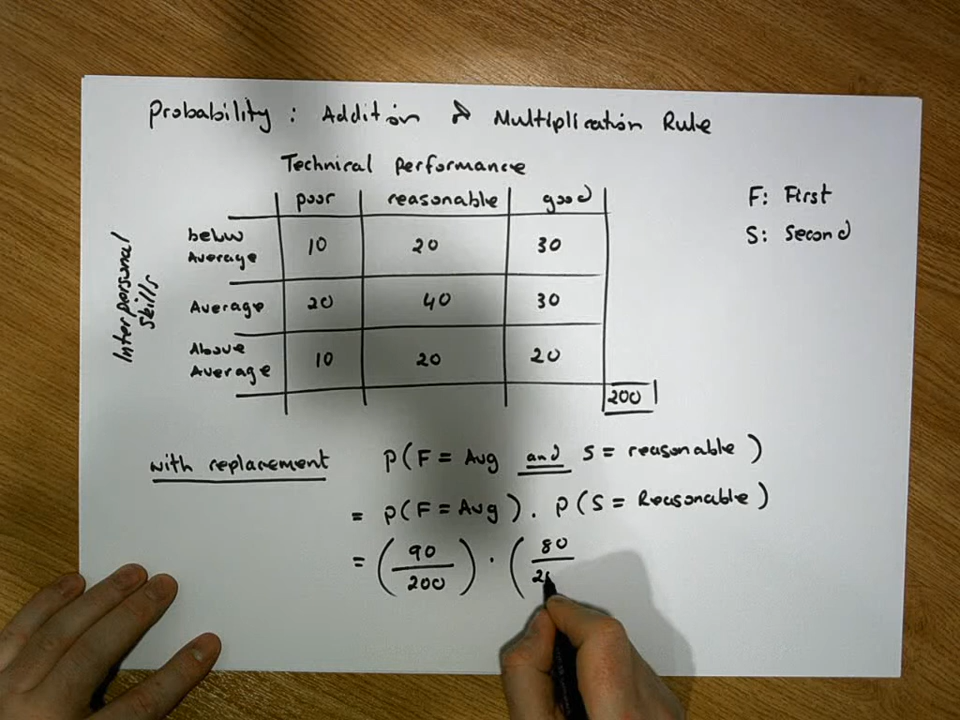 Probability : Addition & Multiplication Rule
Technical Performance
poor reasonable good
F: First
S: Second
Interpersonal Skills
below Average 10 20 30
Average 20 40 30
Above Average 10 20 20
200
with replacement P(F = Avg and S = reasonable)
= P(F = Avg). P(S = Reasonable)
= (90/200) · (80/2